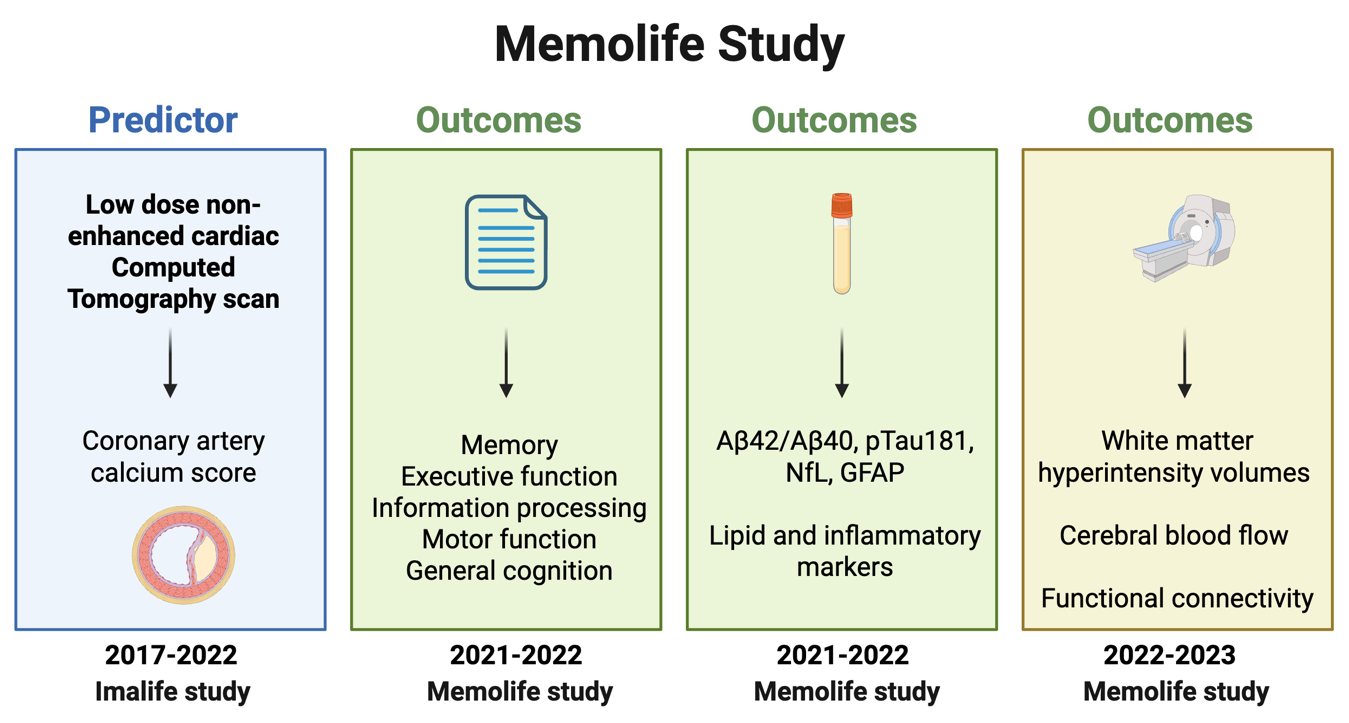 Memolife Study
Predictor
Low dose non-
enhanced cardiac
Computed
Tomography scan
Coronary artery
calcium score
2017-2022
Imalife study
Outcomes
Memory
Executive function
Information processing
Motor function
General cognition
2021-2022
Memolife study
Outcomes
Aβ42/Aβ40, pTau181,
NfL, GFAP
Lipid and inflammatory
markers
2021-2022
Memolife study
Outcomes
White matter
hyperintensity volumes
Cerebral blood flow
Functional connectivity
2022-2023
Memolife study